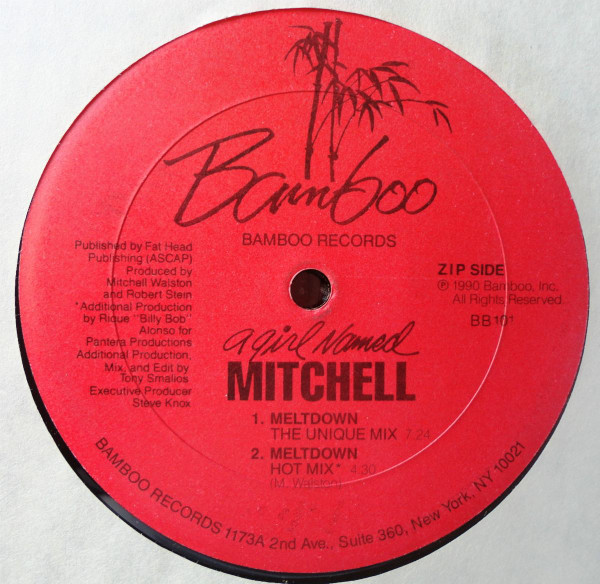 Bamboo
BAMBOO RECORDS
Published by Fat Head
Publishing (ASCAP)
Produced by
Mitchell Walston
and Robert Stein
*Additional Production
by Rique "Billy Bob"
Alonso for
Pantera Productions
Additional Production,
Mix, and Edit by
Tony Smalios
Executive Producer
Steve Knox
ZIP SIDE
℗ 1990 Bamboo, Inc.
All Rights Reserved
BB101
a girl Named
MITCHELL
1. MELTDOWN
THE UNIQUE MIX 7:24
2. MELTDOWN
HOT MIX* 4:30
(M. Walston)
BAMBOO RECORDS 1173A 2nd Ave., Suite 360, New York, NY 10021